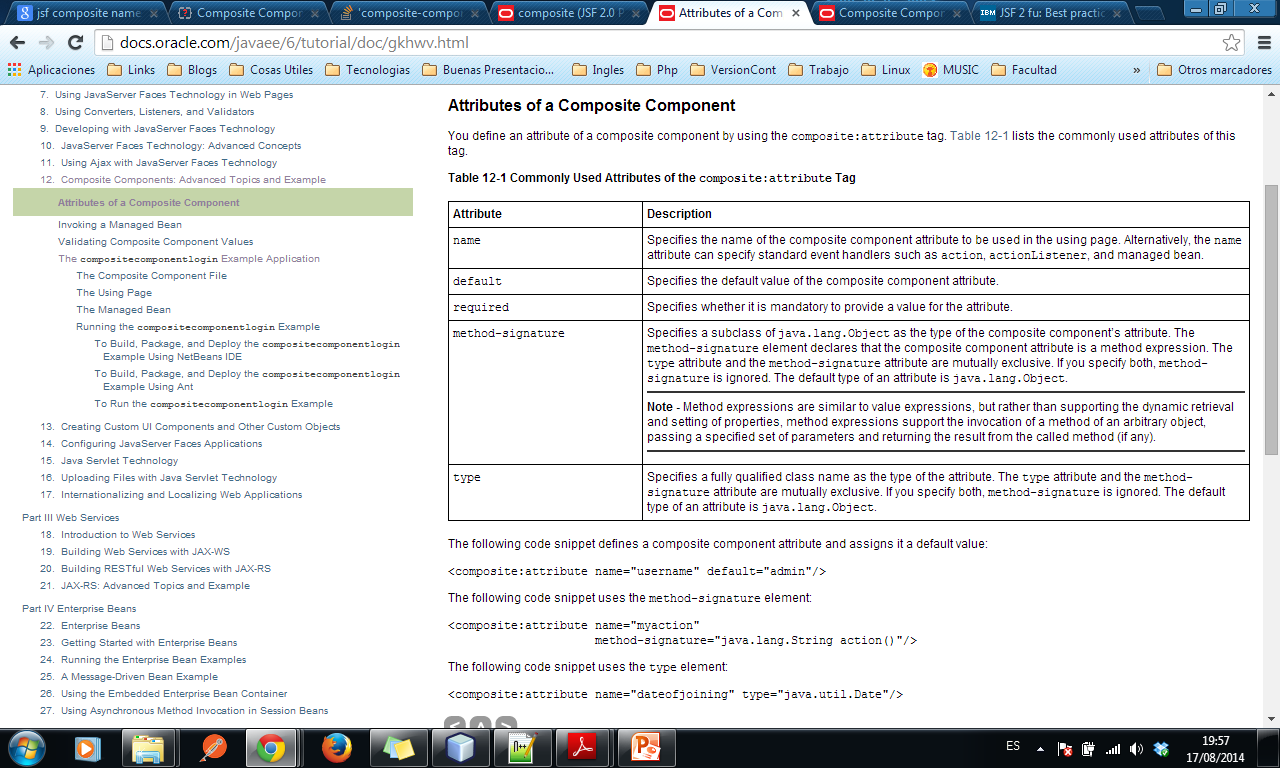 jsf composite name
Composite Compor
'composite-compo
composite (JSF 2.0 P
Attributes of a Com
Composite Compor
IBM JSF 2 fu: Best practic
docs.oracle.com/javaee/6/tutorial/doc/gkhwv.html
Aplicaciones Links Blogs Cosas Utiles Tecnologias Buenas Presentacio... Ingles Php VersionCont Trabajo Linux MUSIC Facultad » Otros marcadores
7. Using JavaServer Faces Technology in Web Pages
8. Using Converters, Listeners, and Validators
9. Developing with JavaServer Faces Technology
10. JavaServer Faces Technology: Advanced Concepts
11. Using Ajax with JavaServer Faces Technology
12. Composite Components: Advanced Topics and Example
Attributes of a Composite Component
Invoking a Managed Bean
Validating Composite Component Values
The compositecomponentlogin Example Application
The Composite Component File
The Using Page
The Managed Bean
Running the compositecomponentlogin Example
To Build, Package, and Deploy the compositecomponentlogin
Example Using NetBeans IDE
To Build, Package, and Deploy the compositecomponentlogin
Example Using Ant
To Run the compositecomponentlogin Example
13. Creating Custom UI Components and Other Custom Objects
14. Configuring JavaServer Faces Applications
15. Java Servlet Technology
16. Uploading Files with Java Servlet Technology
17. Internationalizing and Localizing Web Applications
Part III Web Services
18. Introduction to Web Services
19. Building Web Services with JAX-WS
20. Building RESTful Web Services with JAX-RS
21. JAX-RS: Advanced Topics and Example
Part IV Enterprise Beans
22. Enterprise Beans
23. Getting Started with Enterprise Beans
24. Running the Enterprise Bean Examples
25. A Message-Driven Bean Example
26. Using the Embedded Enterprise Bean Container
27. Using Asynchronous Method Invocation in Session Beans
Attributes of a Composite Component
You define an attribute of a composite component by using the composite:attribute tag. Table 12-1 lists the commonly used attributes of this
tag.
Table 12-1 Commonly Used Attributes of the composite:attribute Tag
Attribute Description
name Specifies the name of the composite component attribute to be used in the using page. Alternatively, the name
attribute can specify standard event handlers such as action, actionListener, and managed bean.
default Specifies the default value of the composite component attribute.
required Specifies whether it is mandatory to provide a value for the attribute.
method-signature Specifies a subclass of java.lang.Object as the type of the composite component's attribute. The
method-signature element declares that the composite component attribute is a method expression. The
type attribute and the method-signature attribute are mutually exclusive. If you specify both, method-
signature is ignored. The default type of an attribute is java.lang.Object.
Note - Method expressions are similar to value expressions, but rather than supporting the dynamic retrieval
and setting of properties, method expressions support the invocation of a method of an arbitrary object,
passing a specified set of parameters and returning the result from the called method (if any).
type Specifies a fully qualified class name as the type of the attribute. The type attribute and the method-
signature attribute are mutually exclusive. If you specify both, method-signature is ignored. The default
type of an attribute is java.lang.Object.
The following code snippet defines a composite component attribute and assigns it a default value:
<composite:attribute name="username" default="admin"/>
The following code snippet uses the method-signature element:
<composite:attribute name="myaction"
method-signature="java.lang.String action()"/>
The following code snippet uses the type element:
<composite:attribute name="dateofjoining" type="java.util.Date"/>
ES
19:57
17/08/2014